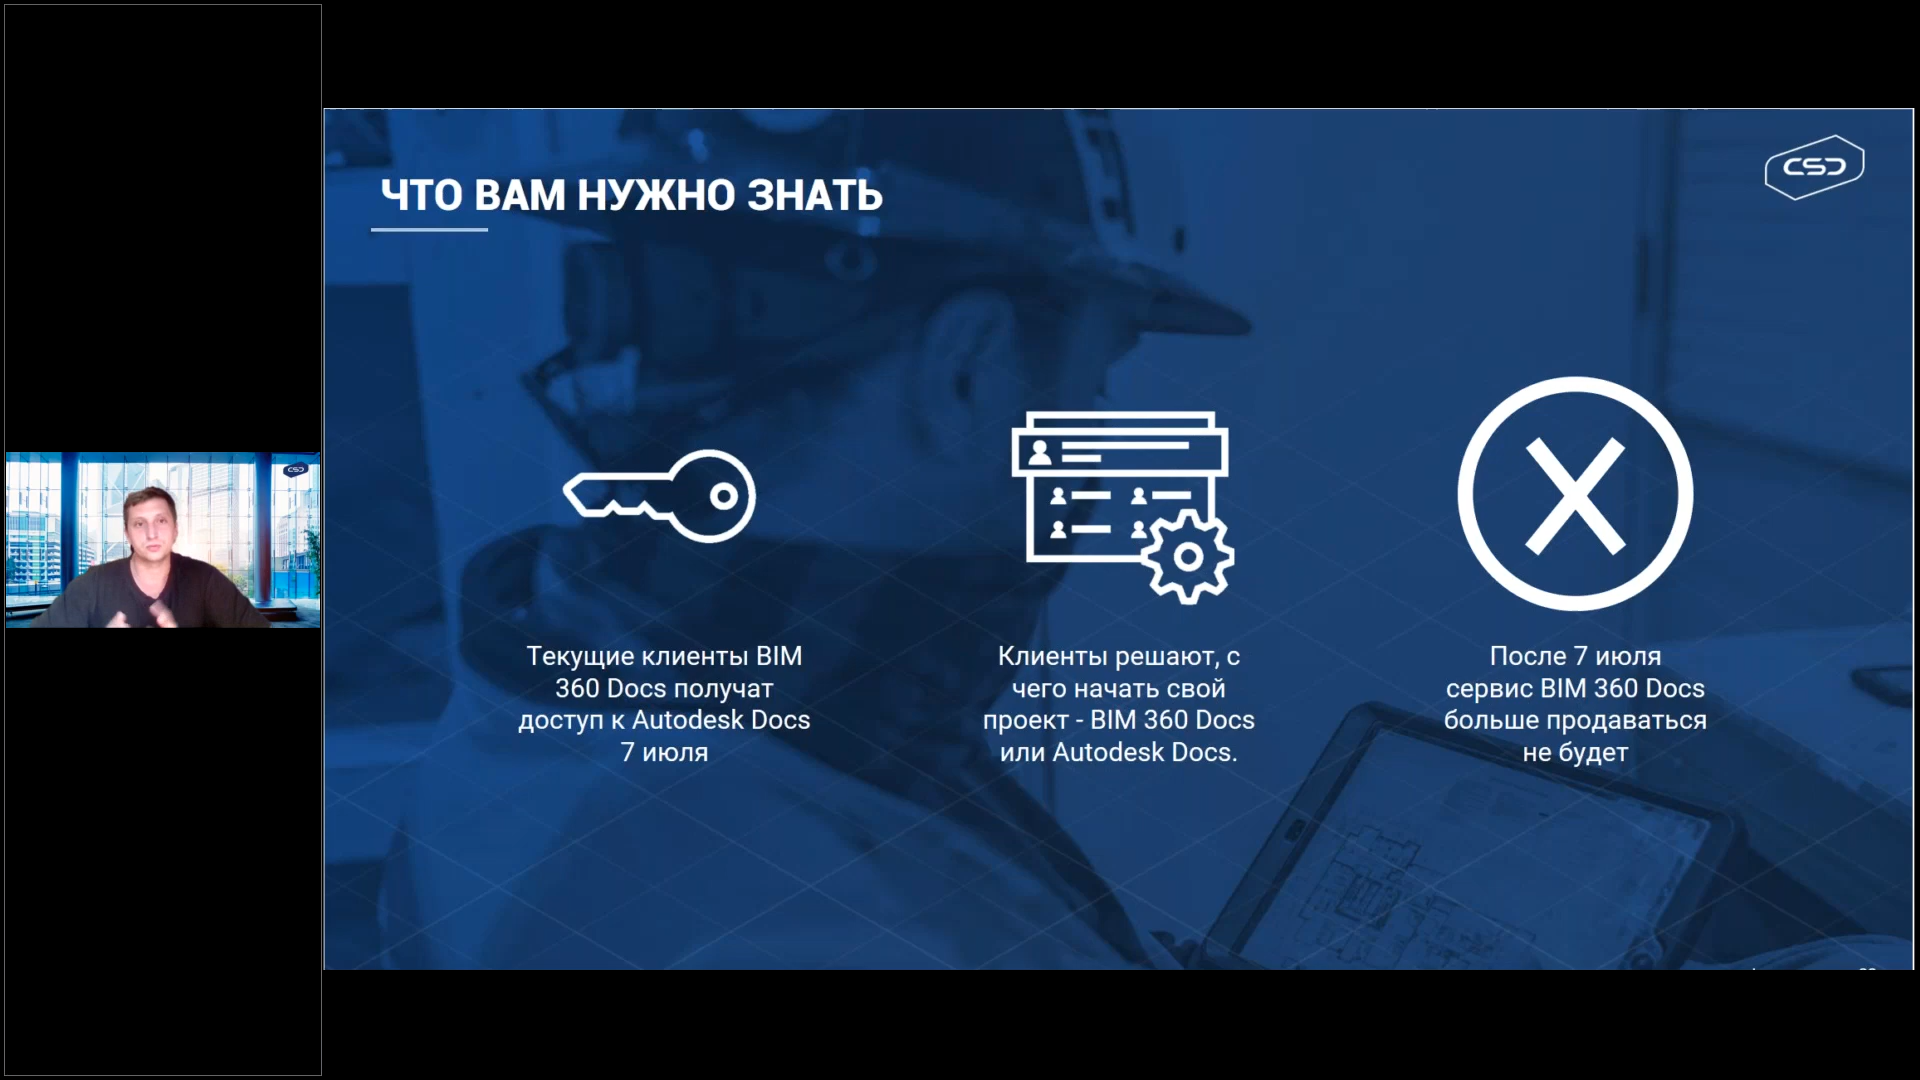 ЧТО ВАМ НУЖНО ЗНАТЬ
CSD
Текущие клиенты BIM
360 Docs получат
доступ к Autodesk Docs
7 июля
Клиенты решают, с
чего начать свой
проект - BIM 360 Docs
или Autodesk Docs.
После 7 июля
сервис BIM 360 Docs
больше продаваться
не будет
CSD